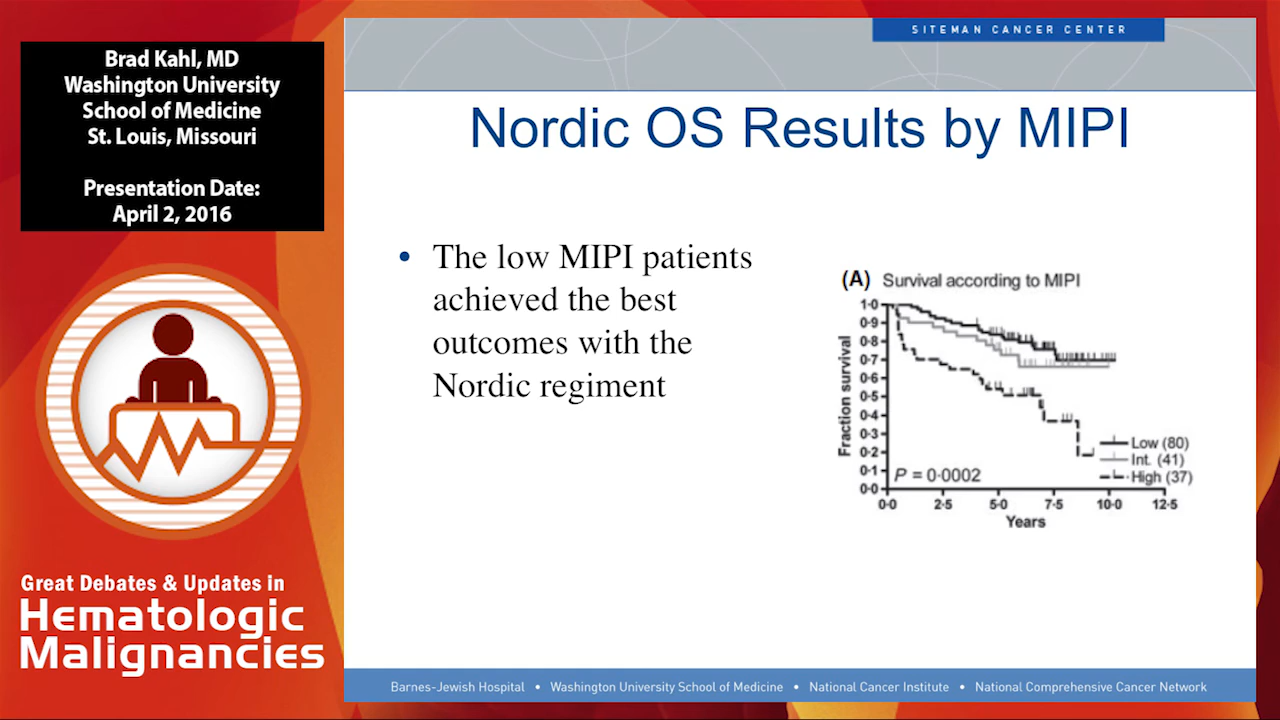 Brad Kahl, MD
Washington University
School of Medicine
St. Louis, Missouri
Presentation Date:
April 2, 2016
Great Debates & Updates in
Hematologic
Malignancies
SITEMAN CANCER CENTER
Nordic OS Results by MIPI
• The low MIPI patients
achieved the best
outcomes with the
Nordic regiment
(A) Survival according to MIPI
Fraction survival
1·0
0·9
0·8
0·7
0·6
0·5
0·4
0·3
0·2
0·1
0·0
Low (80)
Int. (41)
High (37)
P = 0·0002
0·0 2·5 5·0 7·5 10·0 12·5
Years
Barnes-Jewish Hospital • Washington University School of Medicine • National Cancer Institute • National Comprehensive Cancer Network